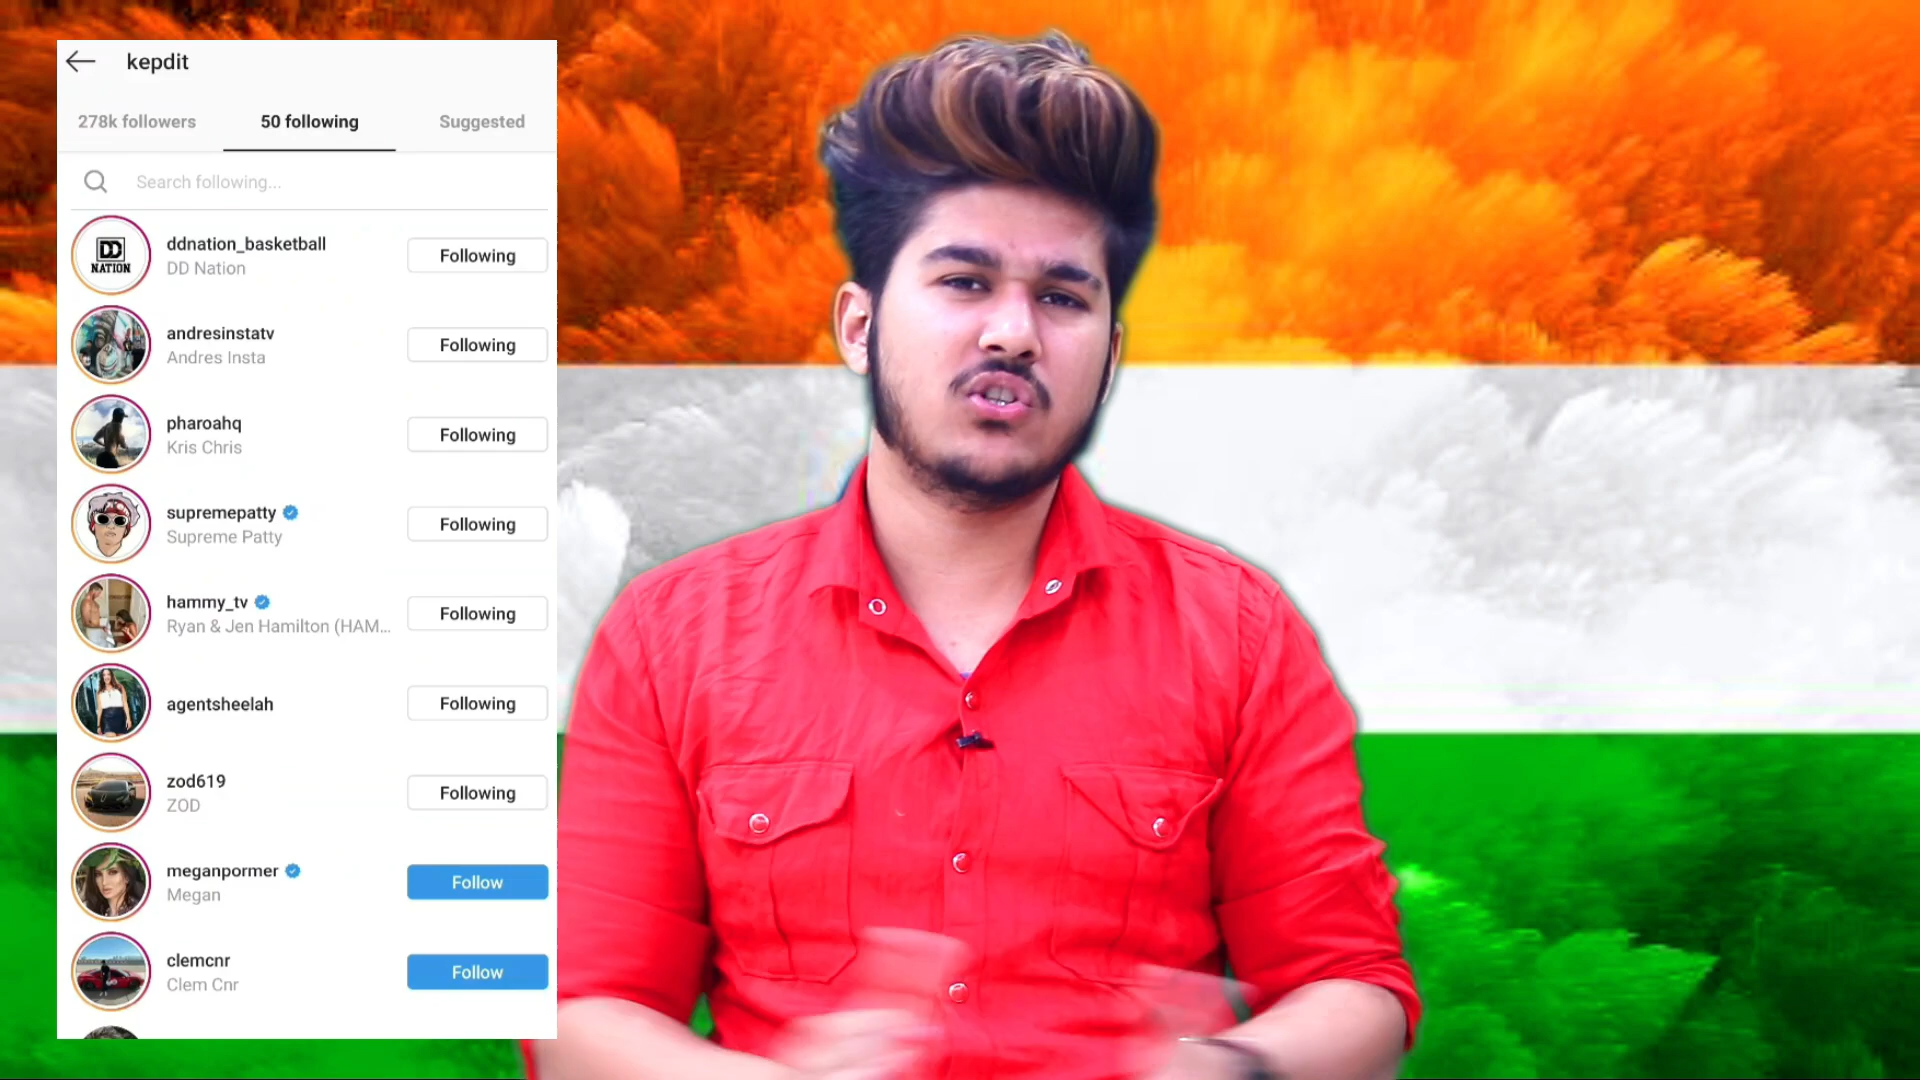 kepdit
278k followers
50 following
Suggested
Search following...
DD
NATION
ddnation_basketball
DD Nation
Following
andresinstatv
Andres Insta
Following
pharoahq
Kris Chris
Following
supremepatty
Supreme Patty
Following
hammy_tv
Ryan & Jen Hamilton (HAM...
Following
agentsheelah
Following
zod619
ZOD
Following
meganpormer
Megan
Follow
clemcnr
Clem Cnr
Follow